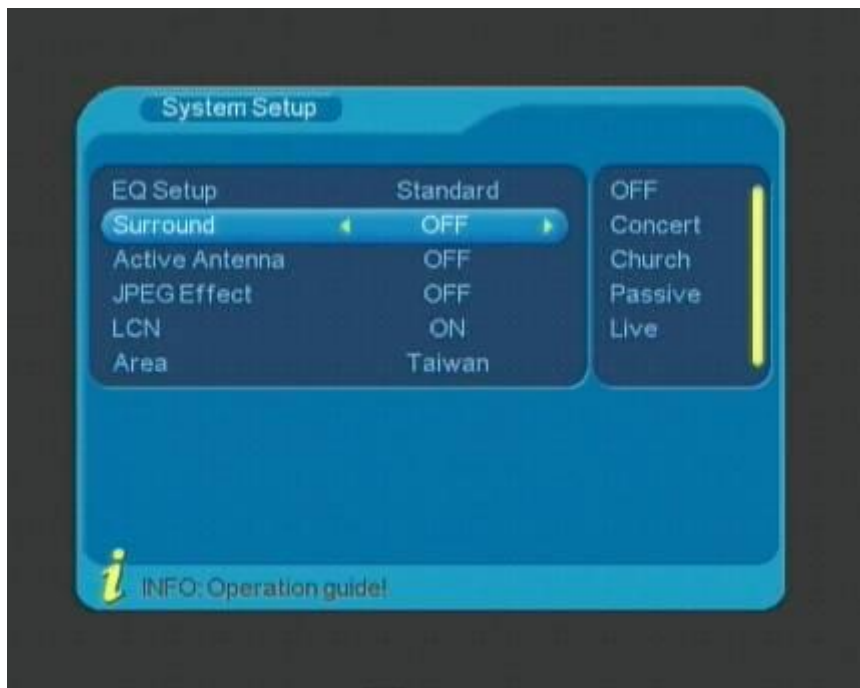 System Setup
EQ Setup Standard
Surround OFF
Active Antenna OFF
JPEG Effect OFF
LCN ON
Area Taiwan
OFF
Concert
Church
Passive
Live
INFO: Operation guide!